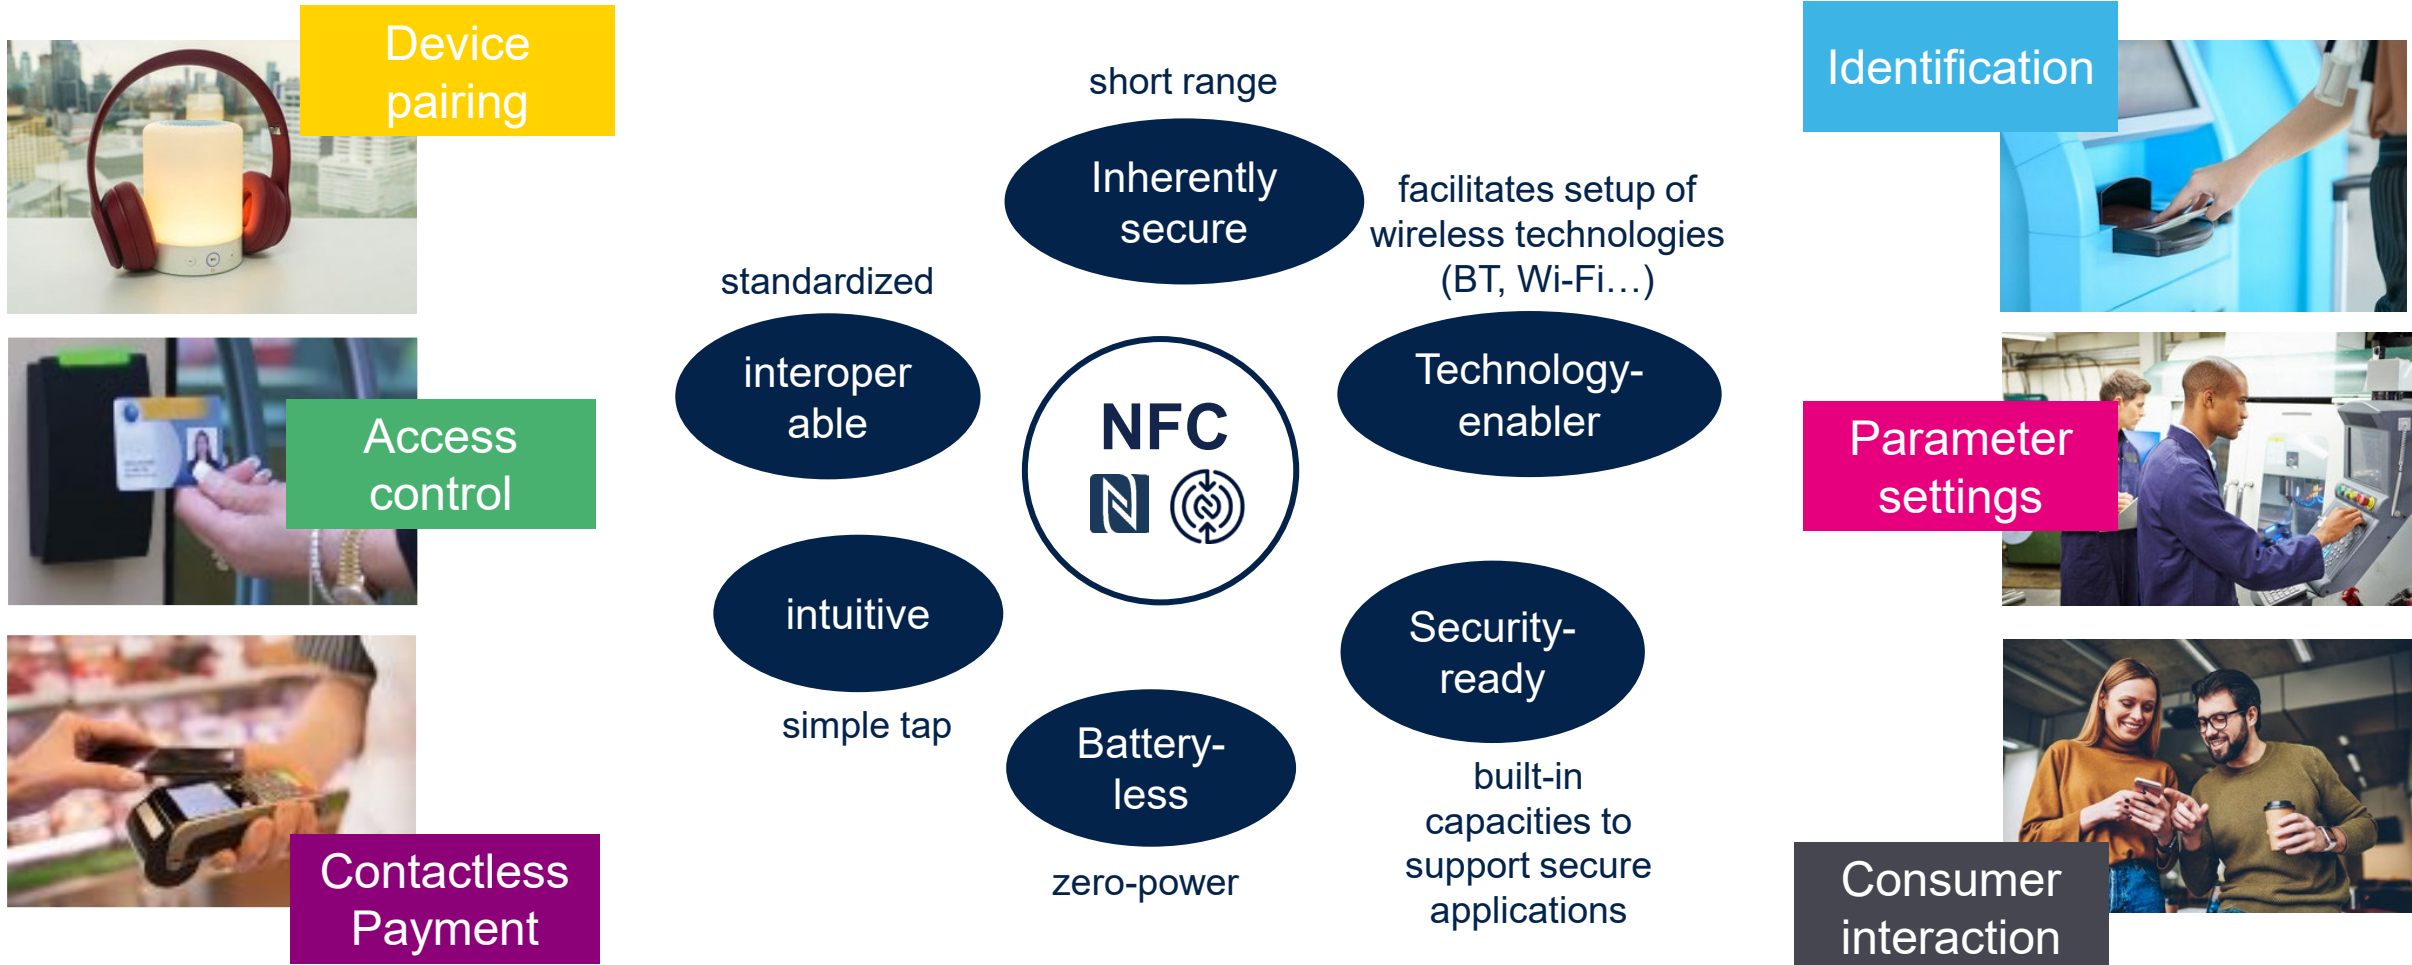 Device
pairing
Access
control
Contactless
Payment
short range
Inherently
secure
facilitates setup of
wireless technologies
(BT, Wi-Fi…)
standardized
interoper
able
Technology-
enabler
NFC
intuitive
simple tap
Security-
ready
built-in
capacities to
support secure
applications
Battery-
less
zero-power
Identification
Parameter
settings
Consumer
interaction